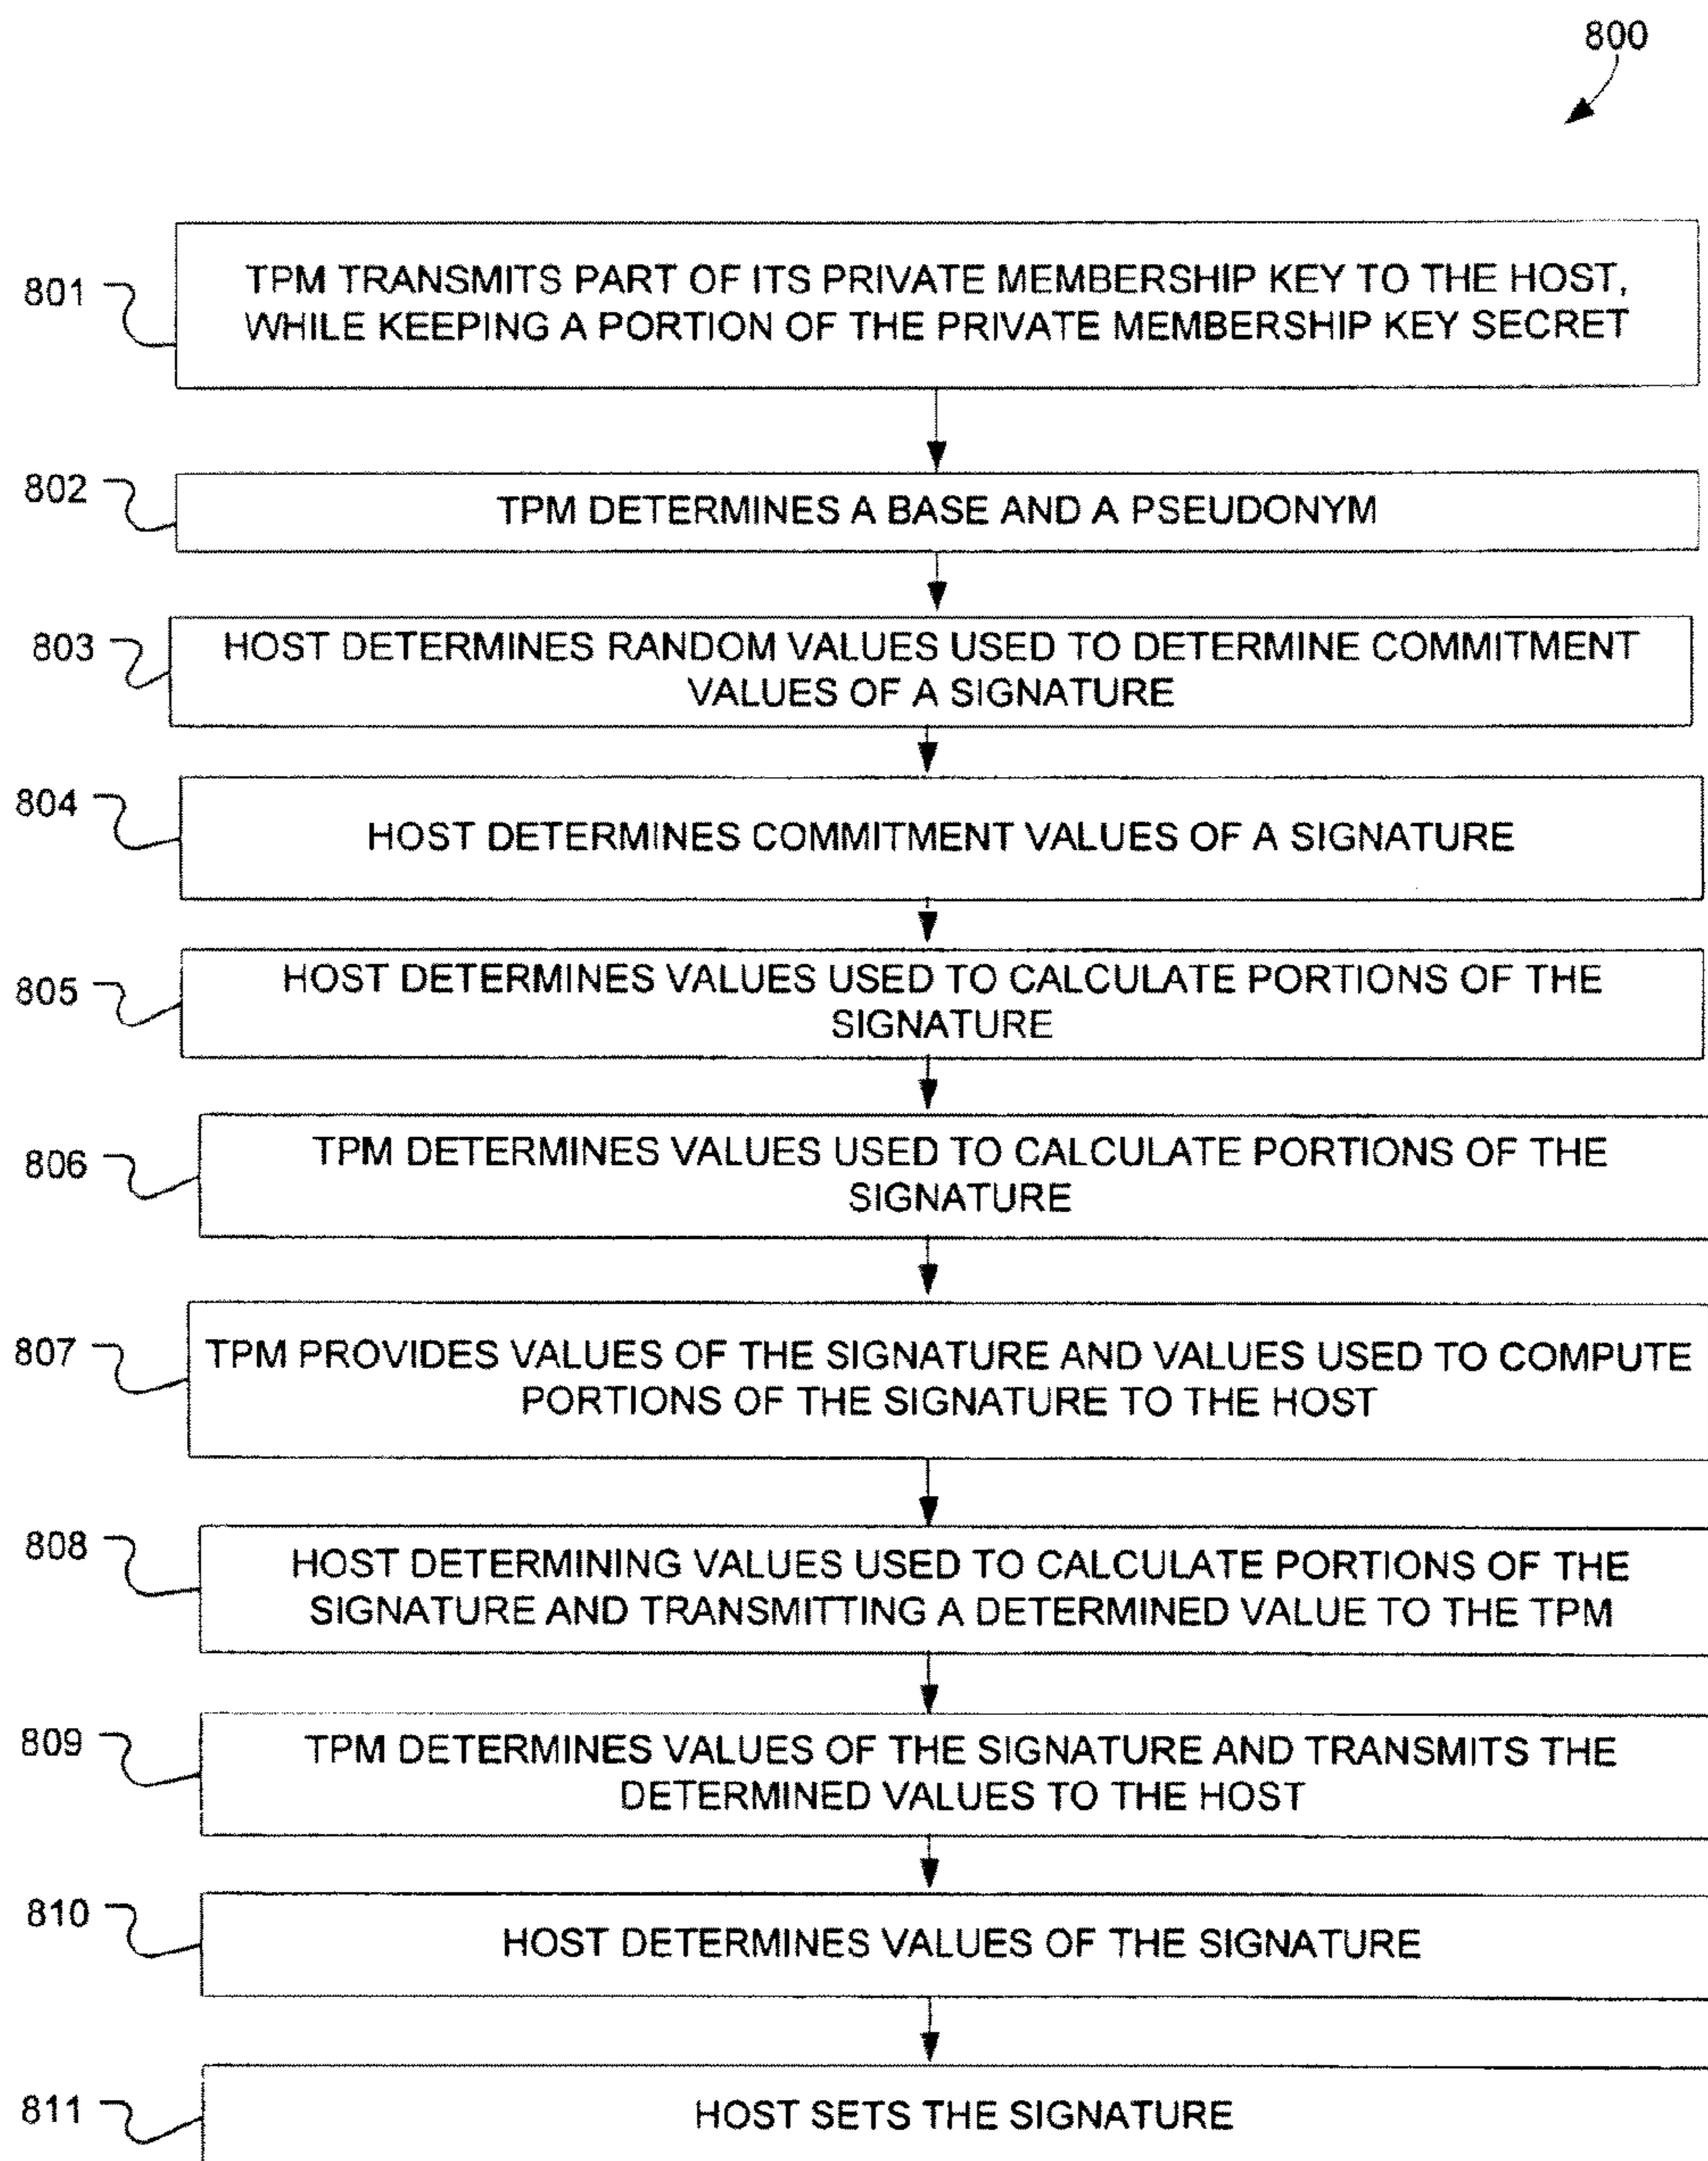 800
801
TPM TRANSMITS PART OF ITS PRIVATE MEMBERSHIP KEY TO THE HOST,
WHILE KEEPING A PORTION OF THE PRIVATE MEMBERSHIP KEY SECRET
802
TPM DETERMINES A BASE AND A PSEUDONYM
803
HOST DETERMINES RANDOM VALUES USED TO DETERMINE COMMITMENT
VALUES OF A SIGNATURE
804
HOST DETERMINES COMMITMENT VALUES OF A SIGNATURE
805
HOST DETERMINES VALUES USED TO CALCULATE PORTIONS OF THE
SIGNATURE
806
TPM DETERMINES VALUES USED TO CALCULATE PORTIONS OF THE
SIGNATURE
807
TPM PROVIDES VALUES OF THE SIGNATURE AND VALUES USED TO COMPUTE
PORTIONS OF THE SIGNATURE TO THE HOST
808
HOST DETERMINING VALUES USED TO CALCULATE PORTIONS OF THE
SIGNATURE AND TRANSMITTING A DETERMINED VALUE TO THE TPM
809
TPM DETERMINES VALUES OF THE SIGNATURE AND TRANSMITS THE
DETERMINED VALUES TO THE HOST
810
HOST DETERMINES VALUES OF THE SIGNATURE
811
HOST SETS THE SIGNATURE